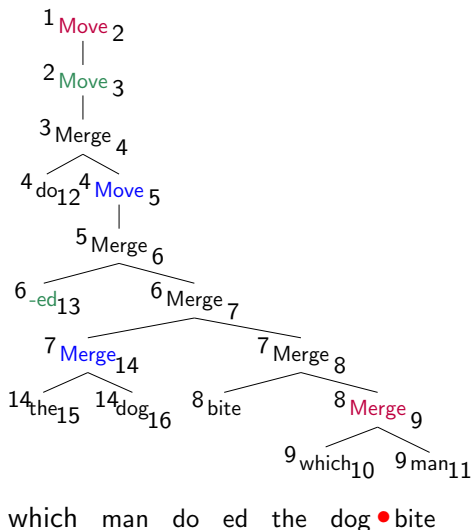 1 Move 2
2 Move 3
3 Merge 4
4 do 12 4 Move 5
5 Merge 6
6 -ed 13 6 Merge 7
7 Merge 14 7 Merge 8
14 the 15 14 dog 16 8 bite 8 Merge 9
9 which 10 9 man 11
which man do ed the dog • bite